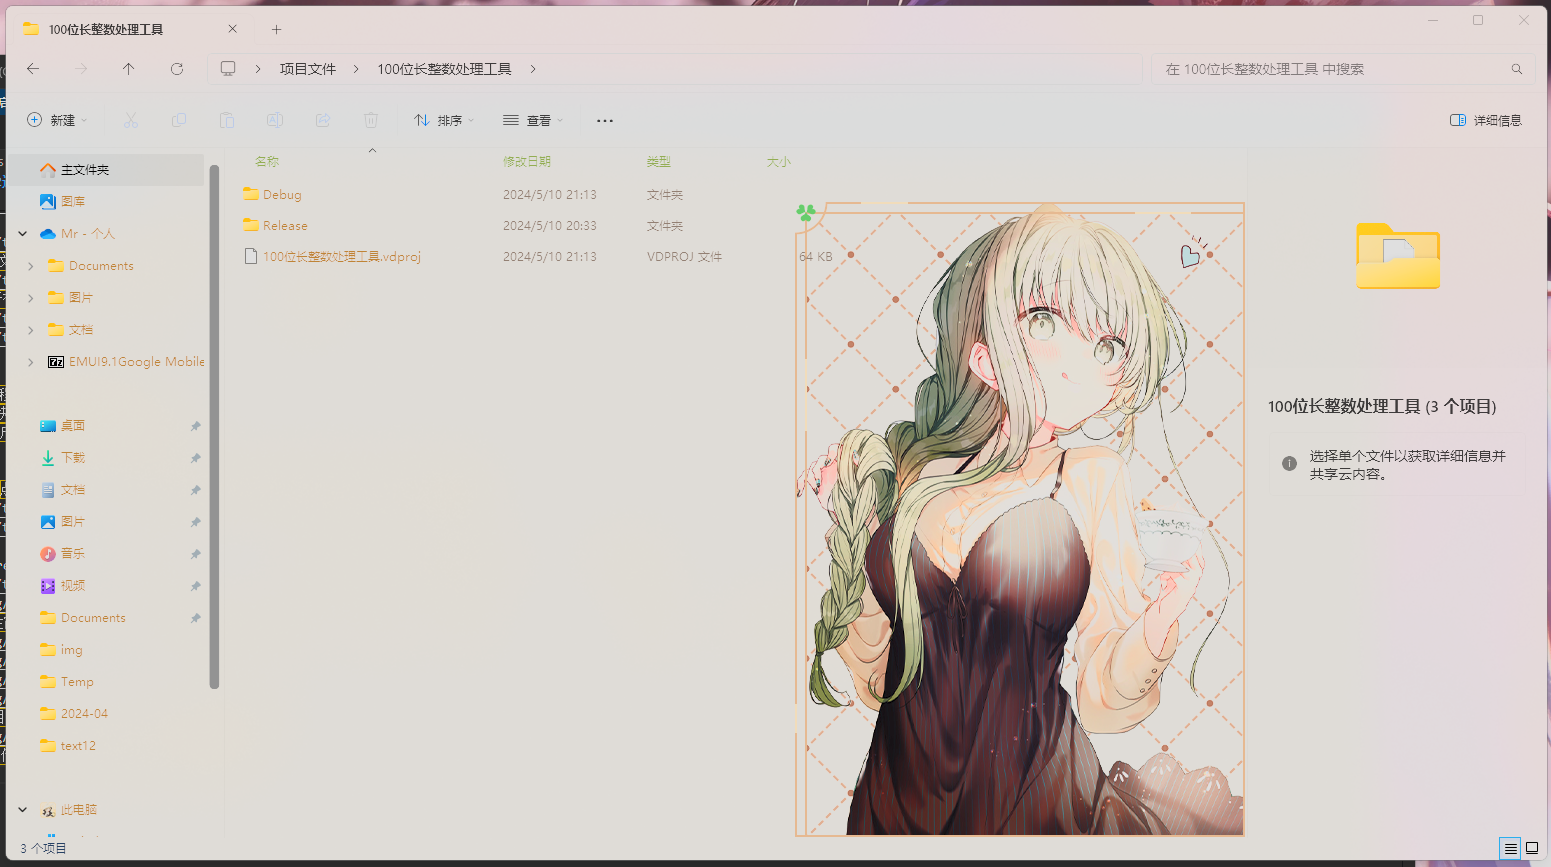 100位长整数处理工具
项目文件
100位长整数处理工具
在 100位长整数处理工具 中搜索
新建
排序
查看
详细信息
主文件夹
图库
Mr - 个人
Documents
图片
文档
EMUI9.1Google Mobile
桌面
下载
文档
图片
音乐
视频
Documents
img
Temp
2024-04
text12
此电脑
名称 修改日期 类型 大小
Debug 2024/5/10 21:13 文件夹
Release 2024/5/10 20:33 文件夹
100位长整数处理工具.vdproj 2024/5/10 21:13 VDPROJ 文件 64 KB
100位长整数处理工具 (3 个项目)
选择单个文件以获取详细信息并
共享云内容。
3 个项目